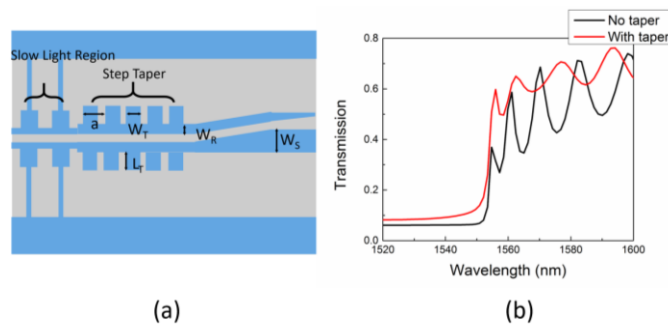 Slow Light Region
Step Taper
a
W_T
W_R
W_S
L_T
(a)
No taper
With taper
0.8
0.6
0.4
0.2
0.0
Transmission
1520 1540 1560 1580 1600
Wavelength (nm)
(b)